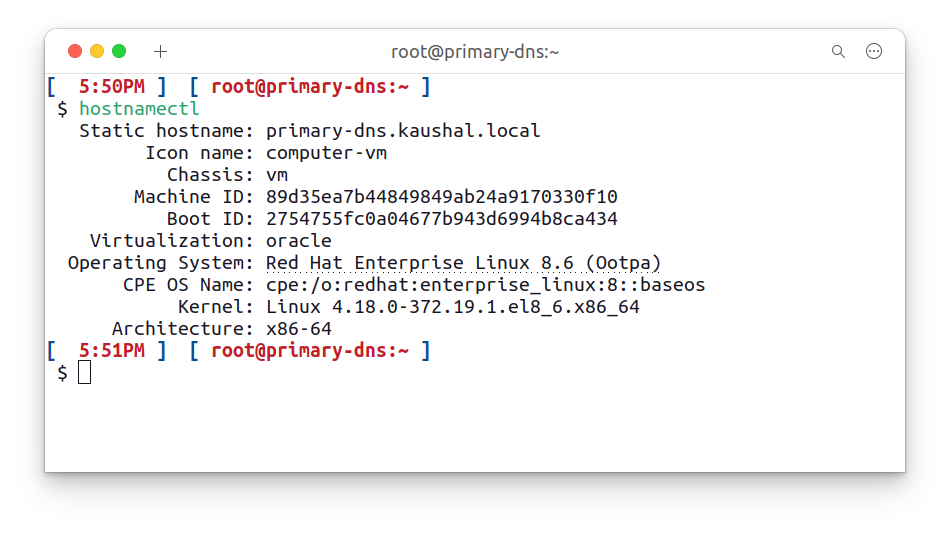 root@primary-dns:~
[  5:50PM ]  [ root@primary-dns:~ ]
 $ hostnamectl
   Static hostname: primary-dns.kaushal.local
         Icon name: computer-vm
           Chassis: vm
        Machine ID: 89d35ea7b44849849ab24a9170330f10
           Boot ID: 2754755fc0a04677b943d6994b8ca434
    Virtualization: oracle
  Operating System: Red Hat Enterprise Linux 8.6 (Ootpa)
       CPE OS Name: cpe:/o:redhat:enterprise_linux:8::baseos
            Kernel: Linux 4.18.0-372.19.1.el8_6.x86_64
      Architecture: x86-64
[  5:51PM ]  [ root@primary-dns:~ ]
 $